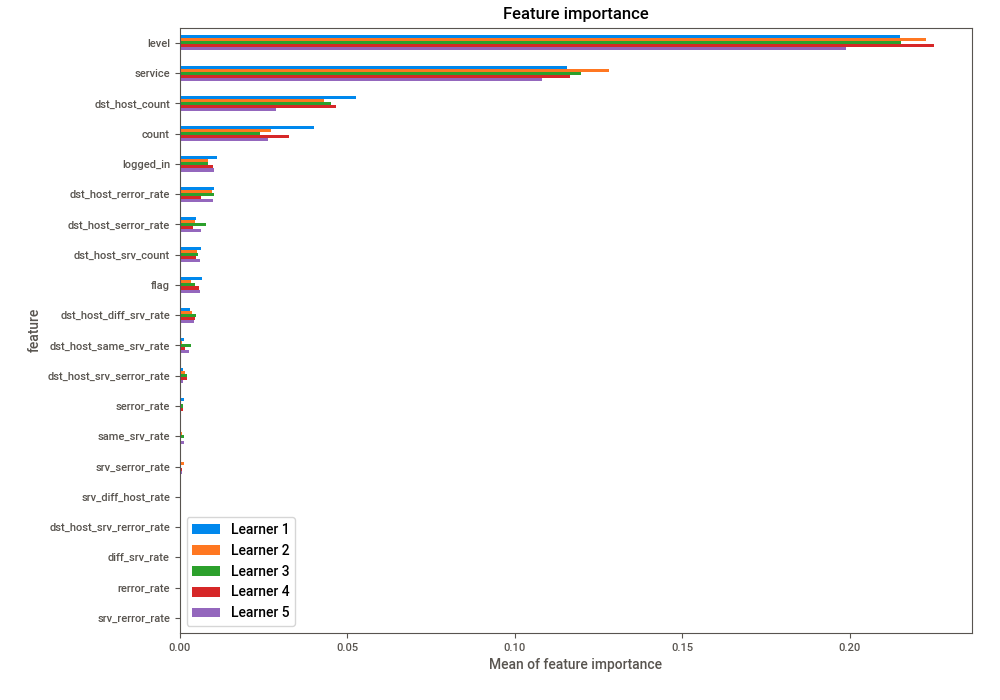 Feature importance
level
service
dst_host_count
count
logged_in
dst_host_rerror_rate
dst_host_serror_rate
dst_host_srv_count
flag
dst_host_diff_srv_rate
dst_host_same_srv_rate
dst_host_srv_serror_rate
serror_rate
same_srv_rate
srv_serror_rate
srv_diff_host_rate
dst_host_srv_rerror_rate
diff_srv_rate
rerror_rate
srv_rerror_rate
feature
Learner 1
Learner 2
Learner 3
Learner 4
Learner 5
0.00 0.05 0.10 0.15 0.20
Mean of feature importance